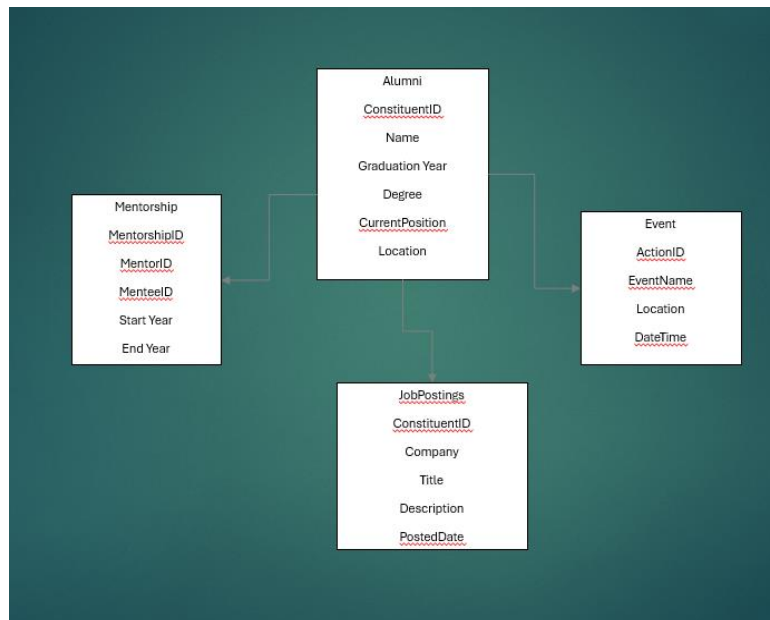 Alumni
ConstituentID
Name
Graduation Year
Degree
CurrentPosition
Location
Mentorship
MentorshipID
MentorID
MenteeID
Start Year
End Year
Event
ActionID
EventName
Location
DateTime
JobPostings
ConstituentID
Company
Title
Description
PostedDate